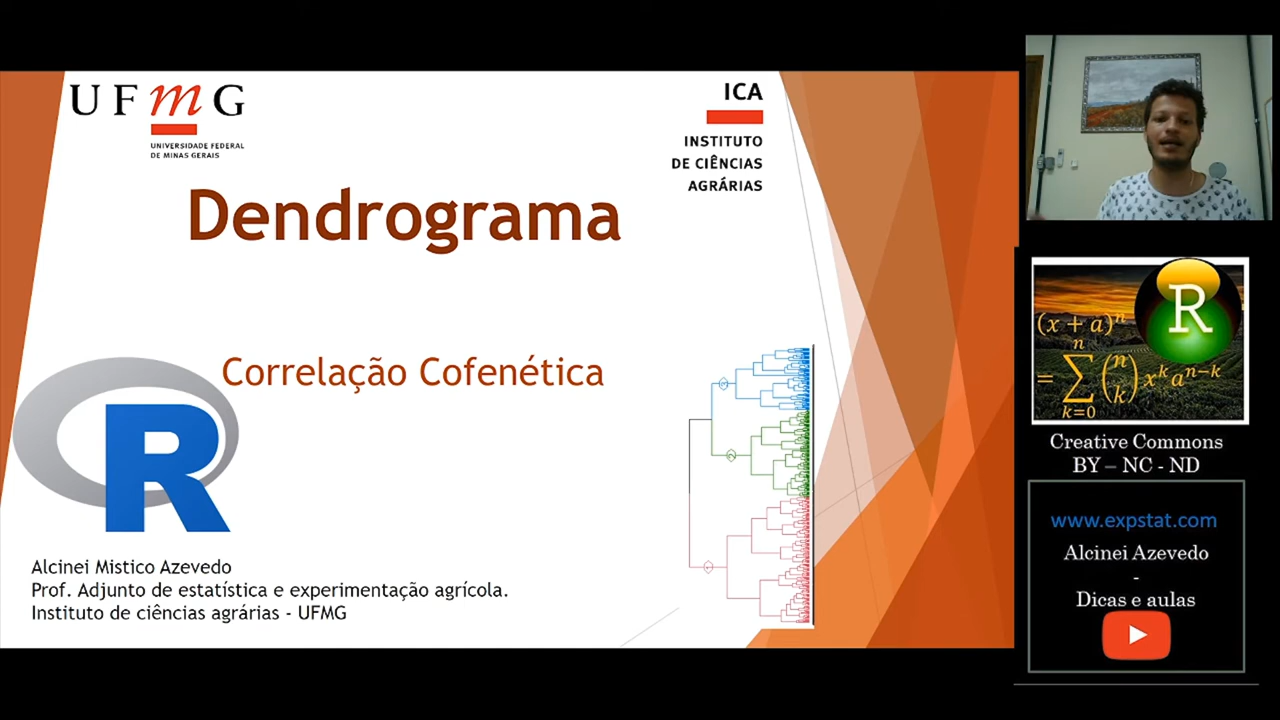 UFmG
UNIVERSIDADE FEDERAL
DE MINAS GERAIS
ICA
INSTITUTO
DE CIÊNCIAS
AGRÁRIAS
Dendrograma
Correlação Cofenética
R
Alcinei Mistico Azevedo
Prof. Adjunto de estatística e experimentação agrícola.
Instituto de ciências agrárias - UFMG
R
(x + a)^n
= ∑_{k=0}^{n} (n k) x^k a^{n-k}
Creative Commons
BY – NC - ND
www.expstat.com
Alcinei Azevedo
-
Dicas e aulas